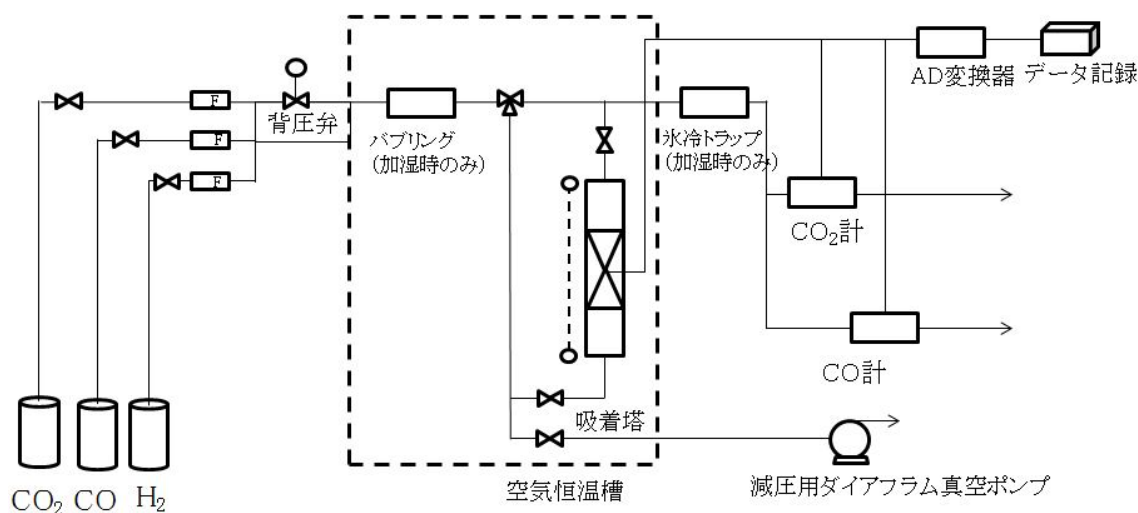 AD変換器
データ記録
F
背圧弁
バブリング
(加湿時のみ)
氷冷トラップ
(加湿時のみ)
F
F
CO₂計
CO計
吸着塔
空気恒温槽
減圧用ダイアフラム真空ポンプ
CO₂
CO
H₂